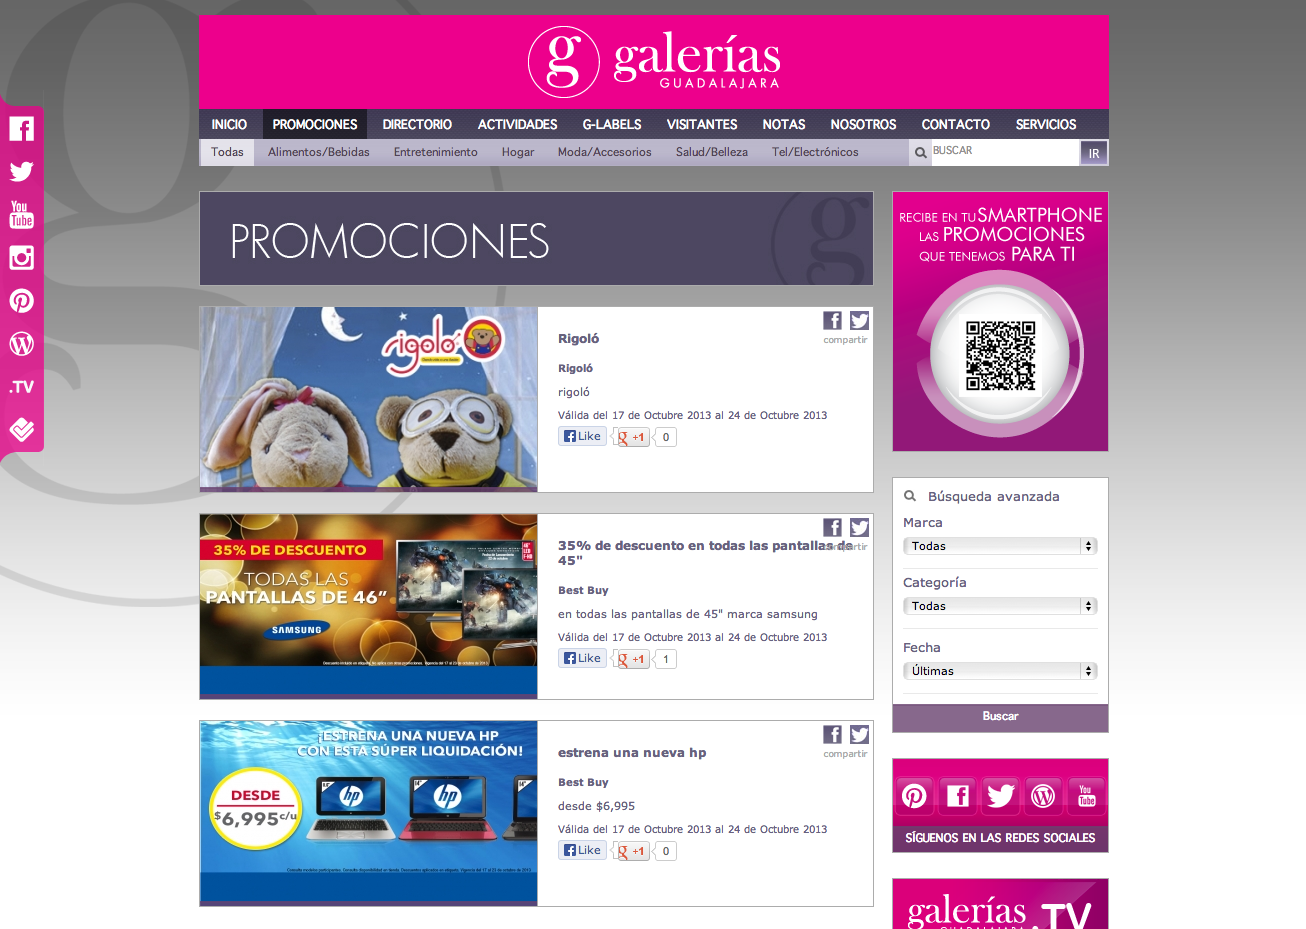 g galerías
GUADALAJARA
INICIO PROMOCIONES DIRECTORIO ACTIVIDADES G-LABELS VISITANTES NOTAS NOSOTROS CONTACTO SERVICIOS
Todas Alimentos/Bebidas Entretenimiento Hogar Moda/Accesorios Salud/Belleza Tel/Electrónicos BUSCAR IR
You
Tube
.TV
PROMOCIONES
RECIBE EN TU SMARTPHONE
LAS PROMOCIONES
QUE TENEMOS PARA TI
rigoló
compartir
Rigoló
Rigoló
rigoló
Válida del 17 de Octubre 2013 al 24 de Octubre 2013
Like +1 0
35% DE DESCUENTO
TODAS LAS
PANTALLAS DE 46”
SAMSUNG
compartir
35% de descuento en todas las pantallas de
45"
Best Buy
en todas las pantallas de 45" marca samsung
Válida del 17 de Octubre 2013 al 24 de Octubre 2013
Like +1 1
¡ESTRENA UNA NUEVA HP
CON ESTA SÚPER LIQUIDACIÓN!
DESDE
$6,995 c/u
hp hp
compartir
estrena una nueva hp
Best Buy
desde $6,995
Válida del 17 de Octubre 2013 al 24 de Octubre 2013
Like +1 0
Búsqueda avanzada
Marca
Todas
Categoría
Todas
Fecha
Últimas
Buscar
You
Tube
SÍGUENOS EN LAS REDES SOCIALES
galerías .TV
GUADALAJARA